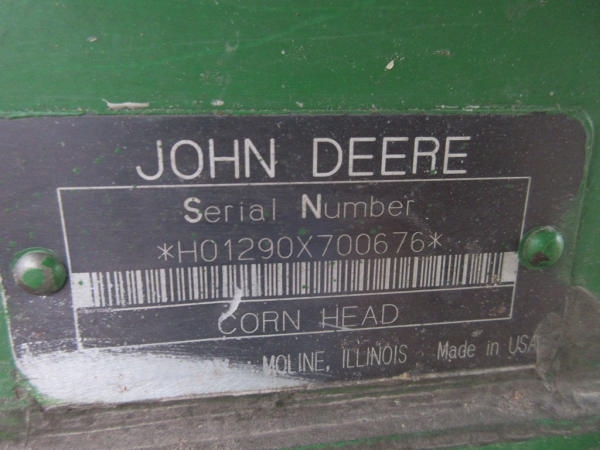 JOHN DEERE
Serial Number
*H01290X700676*
CORN HEAD
MOLINE, ILLINOIS Made in USA